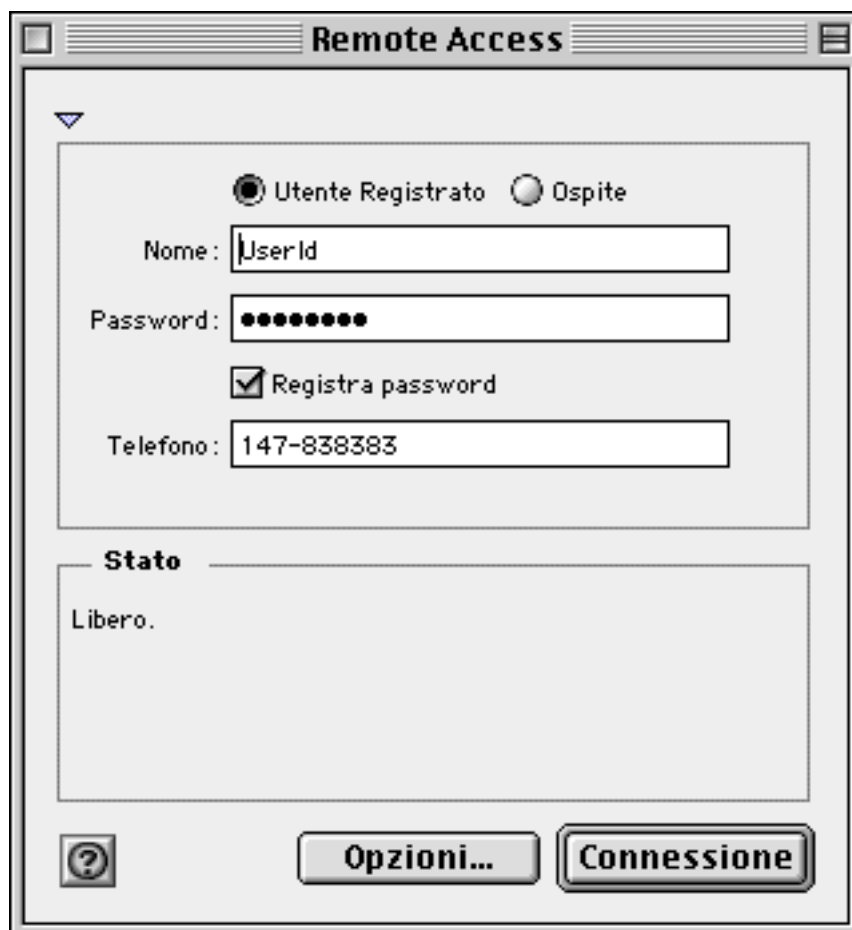 Remote Access
Utente Registrato Ospite
Nome: UserId
Password: ●●●●●●●●
Registra password
Telefono: 147-838383
Stato
Libero.
? Opzioni... Connessione